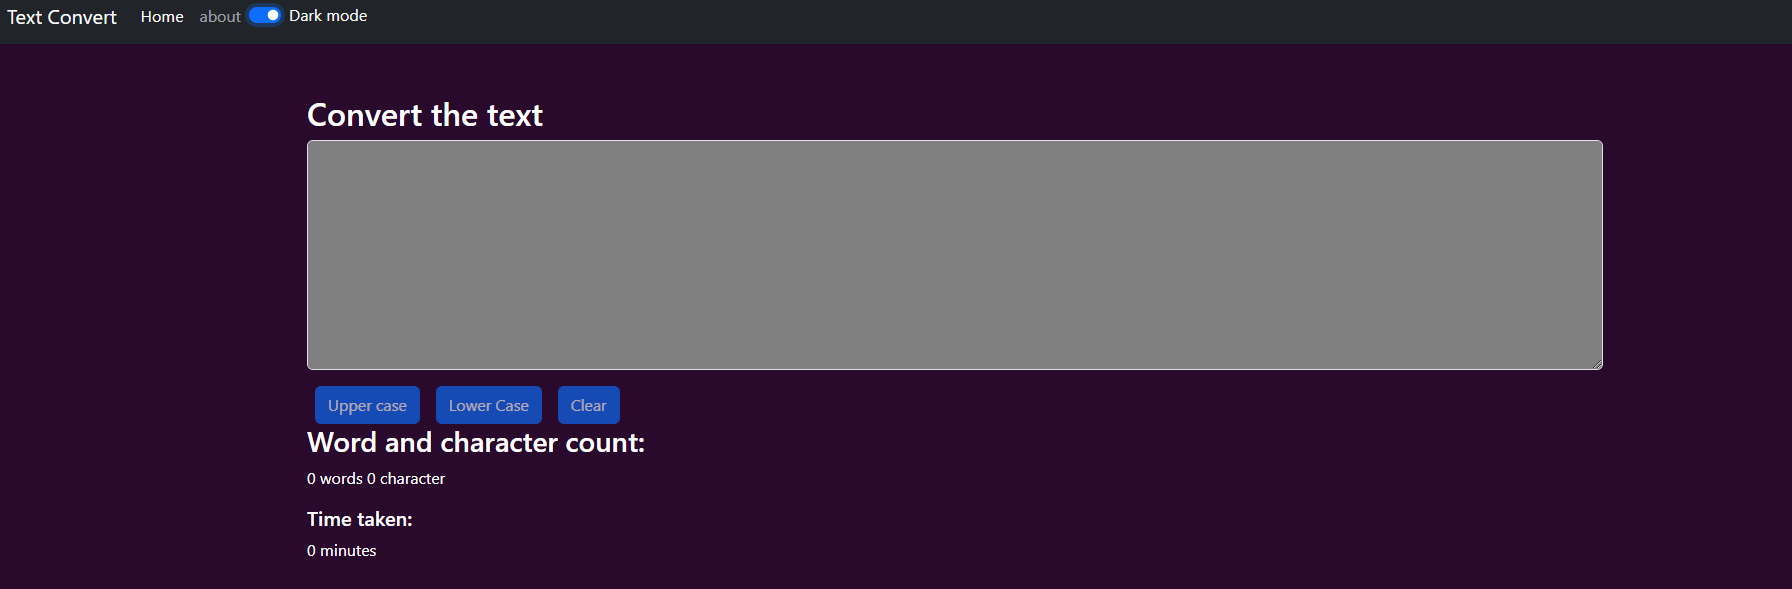 Text Convert Home about Dark mode
Convert the text
Upper case Lower Case Clear
Word and character count:
0 words 0 character
Time taken:
0 minutes